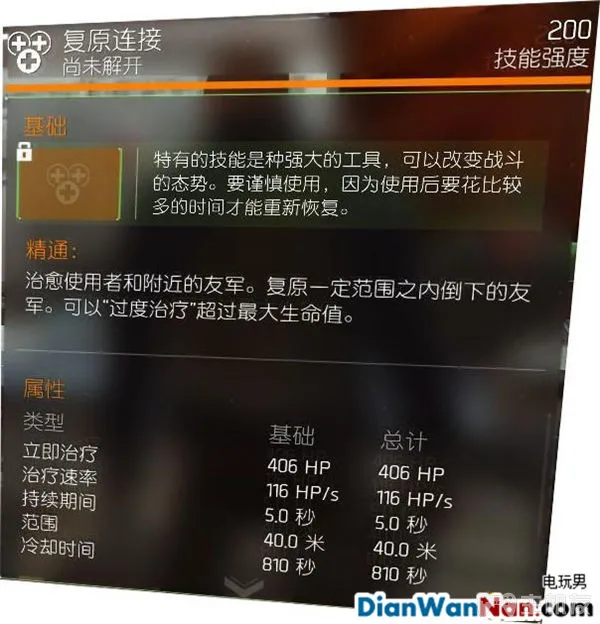 复原连接
尚未解开
200
技能强度
基础
特有的技能是种强大的工具，可以改变战斗
的态势。要谨慎使用，因为使用后要花比较
多的时间才能重新恢复。
精通：
治愈使用者和附近的友军。复原一定范围之内倒下的友
军。可以“过度治疗”超过最大生命值。
属性
类型 基础 总计
立即治疗 406 HP 406 HP
治疗速率 116 HP/s 116 HP/s
持续期间 5.0 秒 5.0 秒
范围 40.0 米 40.0 米
冷却时间 810 秒 810 秒
电玩男
DianWanNan.com